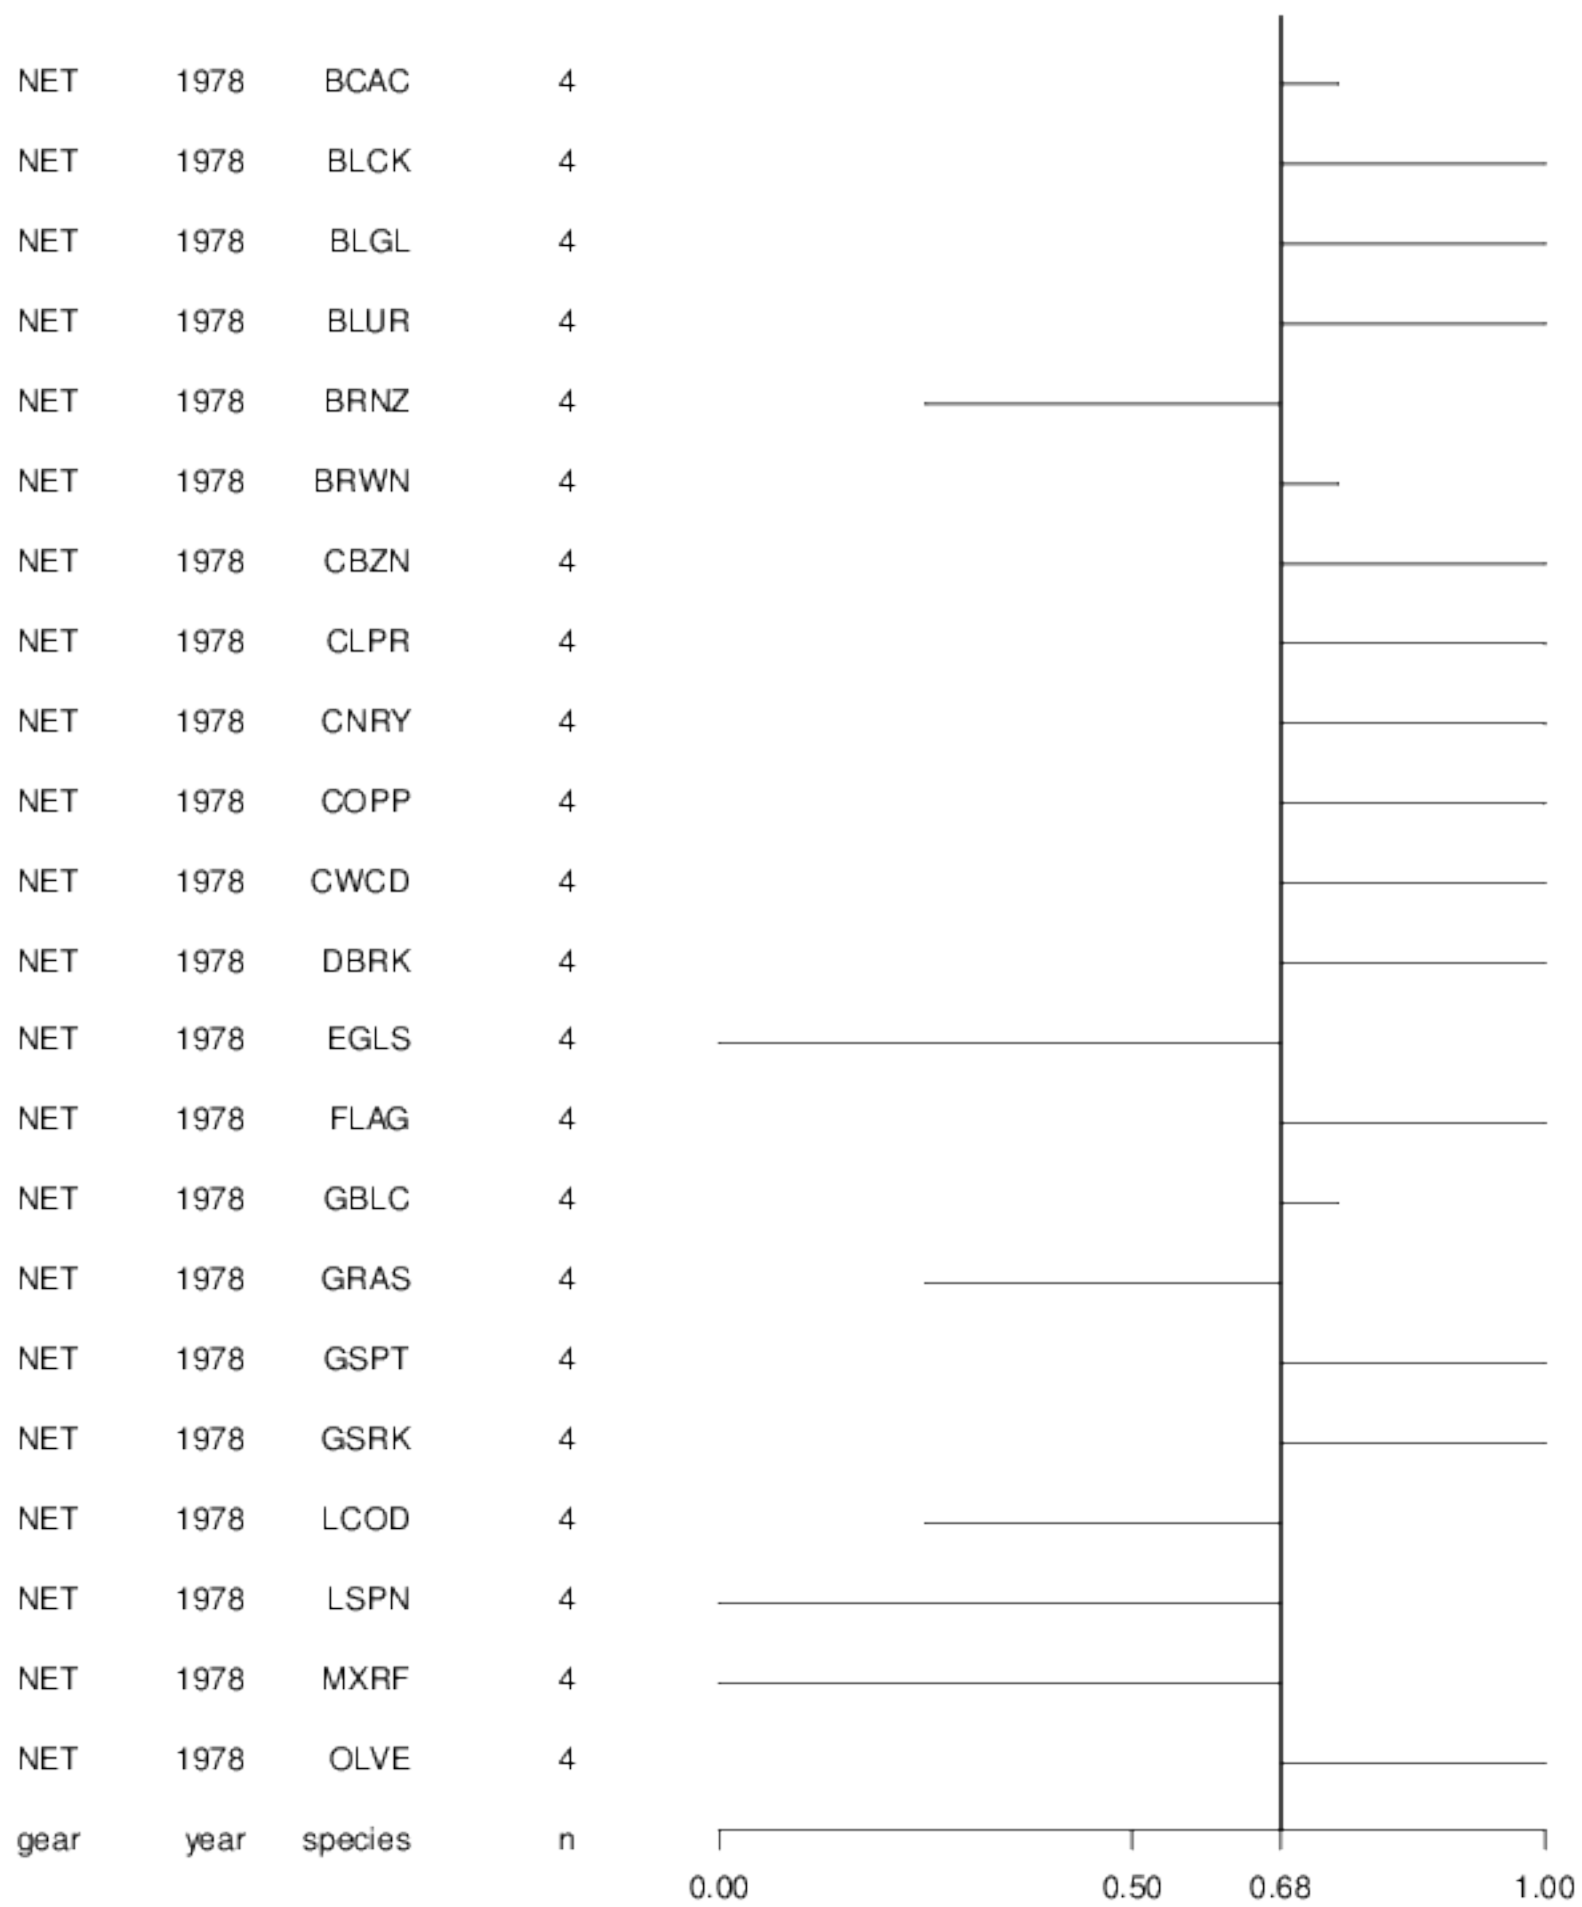 NET 1978 BCAC 4
NET 1978 BLCK 4
NET 1978 BLGL 4
NET 1978 BLUR 4
NET 1978 BRNZ 4
NET 1978 BRWN 4
NET 1978 CBZN 4
NET 1978 CLPR 4
NET 1978 CNRY 4
NET 1978 COPP 4
NET 1978 CWCD 4
NET 1978 DBRK 4
NET 1978 EGLS 4
NET 1978 FLAG 4
NET 1978 GBLC 4
NET 1978 GRAS 4
NET 1978 GSPT 4
NET 1978 GSRK 4
NET 1978 LCOD 4
NET 1978 LSPN 4
NET 1978 MXRF 4
NET 1978 OLVE 4
gear year species n
0.00 0.50 0.68 1.00